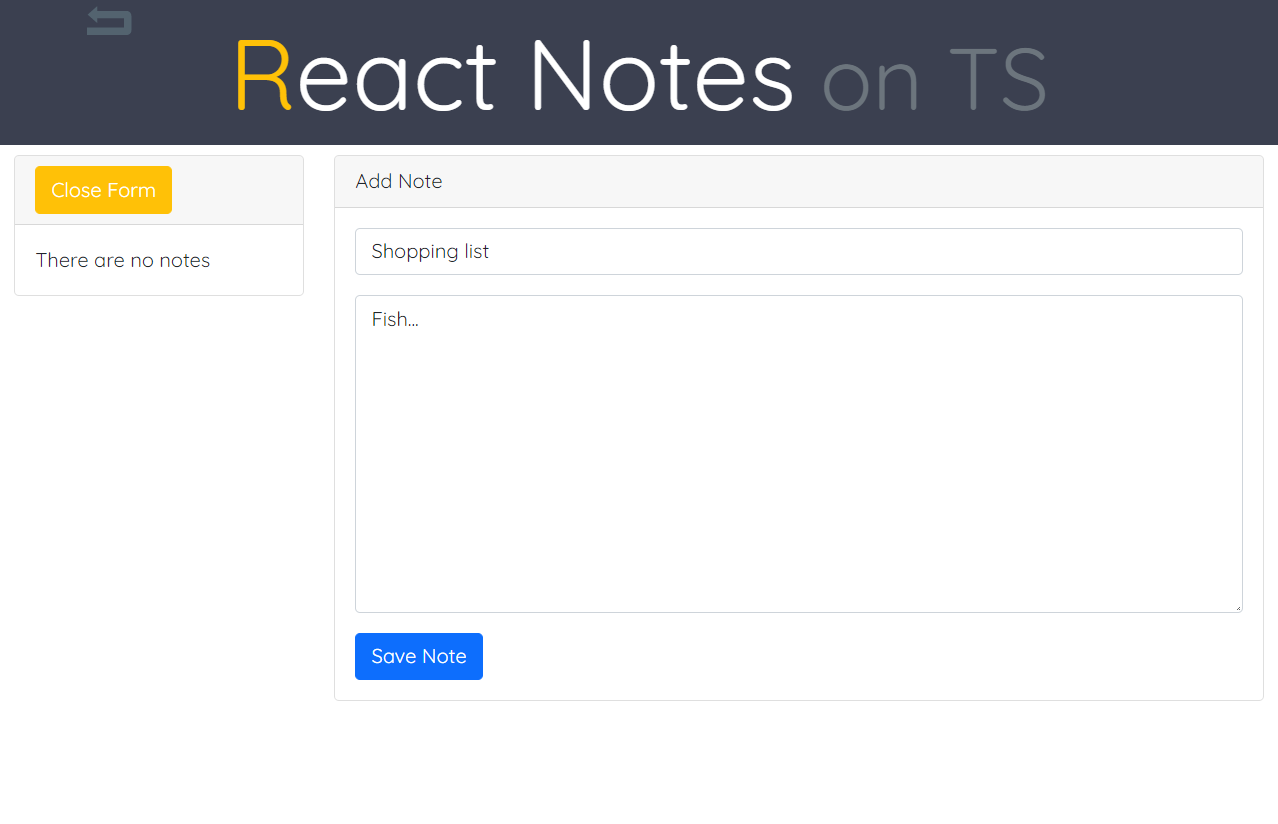 React Notes on TS
Close Form
There are no notes
Add Note
Shopping list
Fish...
Save Note